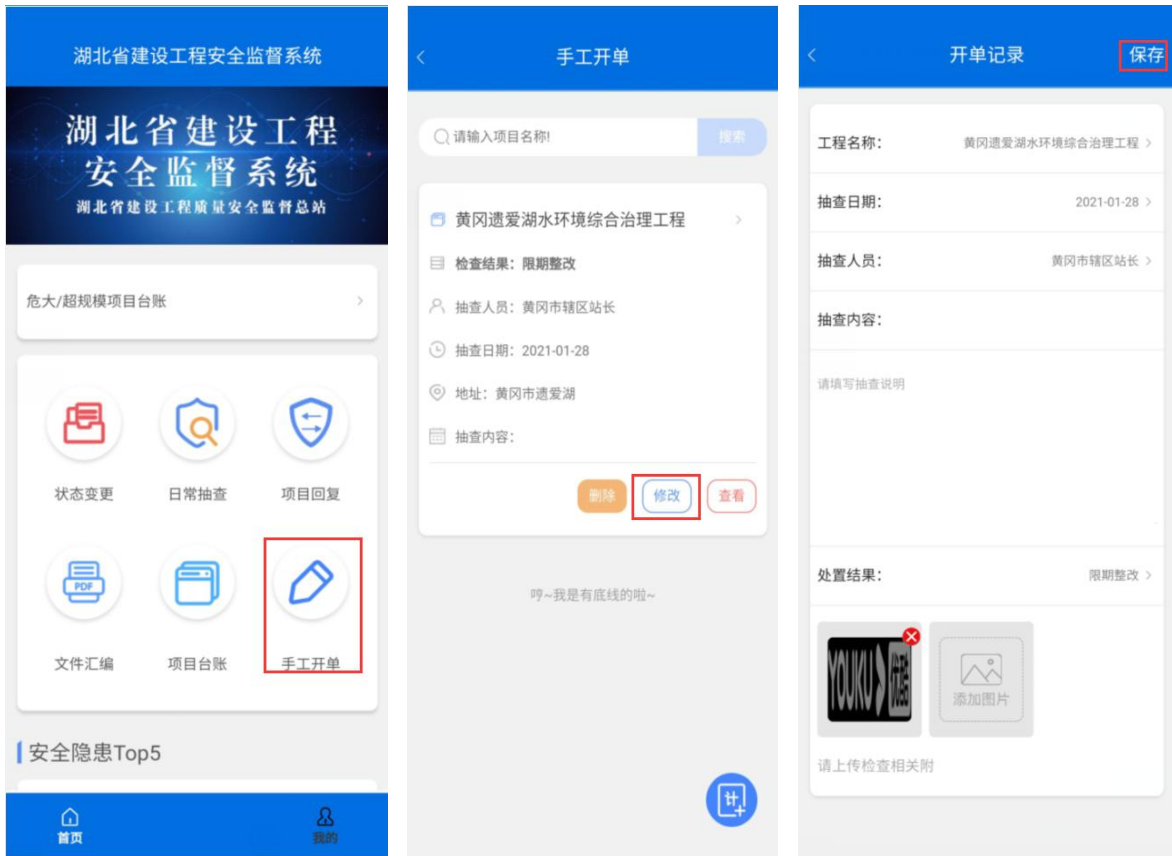 湖北省建设工程安全监督系统
湖北省建设工程
安全监督系统
湖北省建设工程质量安全监督总站
危大/超规模项目台账
状态变更
日常抽查
项目回复
PDF
文件汇编
项目台账
手工开单
安全隐患Top5
首页
我的
手工开单
请输入项目名称!
搜索
黄冈遗爱湖水环境综合治理工程
检查结果：限期整改
抽查人员：黄冈市辖区站长
抽查日期：2021-01-28
地址：黄冈市遗爱湖
抽查内容：
删除
修改
查看
哼~我是有底线的啦~
开单记录
保存
工程名称：
黄冈遗爱湖水环境综合治理工程
抽查日期：
2021-01-28
抽查人员：
黄冈市辖区站长
抽查内容：
请填写抽查说明
处置结果：
限期整改
YOUKU
优酷
添加图片
请上传检查相关附